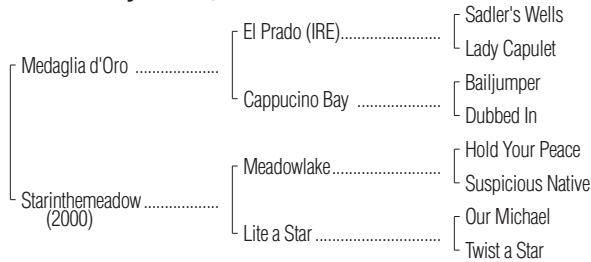 Sadler's Wells
El Prado (IRE)....................
Lady Capulet
Medaglia d'Oro ...................
Bailjumper
Cappucino Bay ...................
Dubbed In
Hold Your Peace
Meadowlake.........................
Suspicious Native
Starinthemeadow .................
(2000)
Our Michael
Lite a Star ............................
Twist a Star